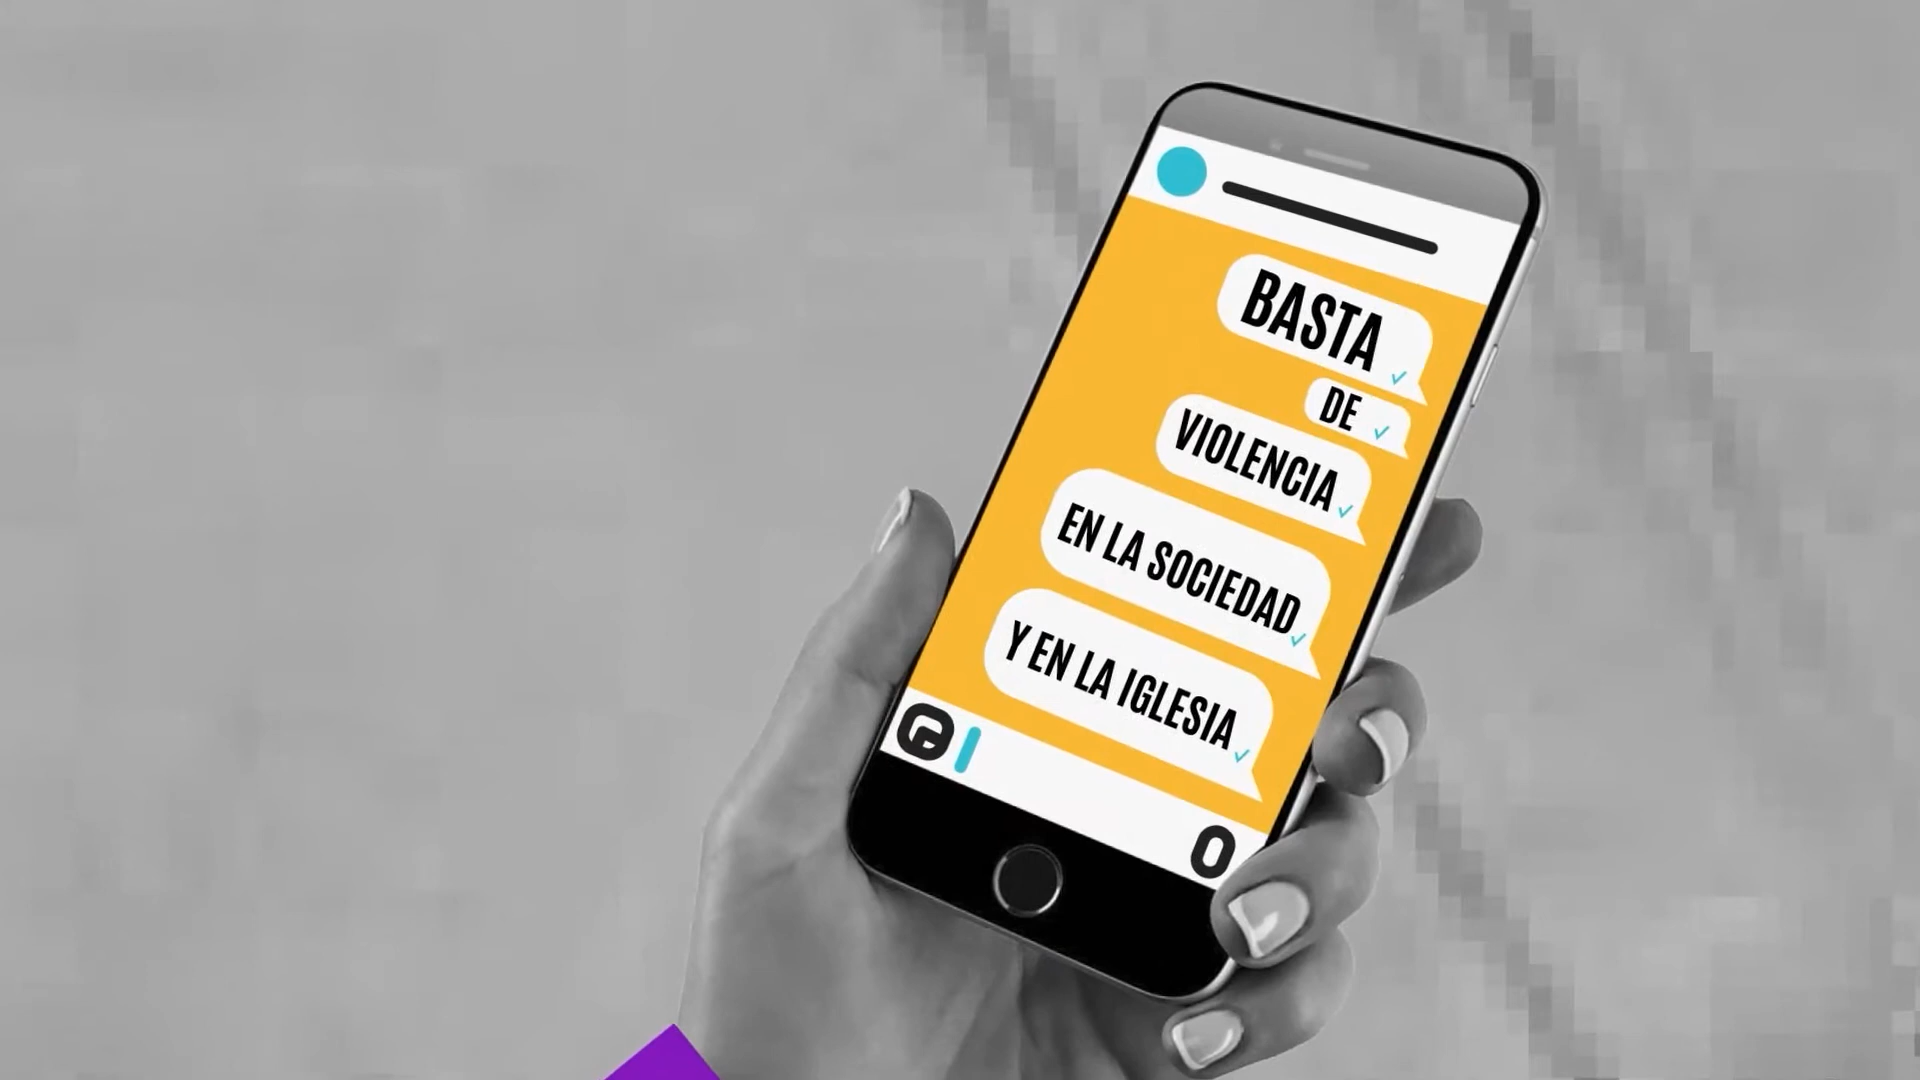 BASTA
DE
VIOLENCIA
EN LA SOCIEDAD
Y EN LA IGLESIA